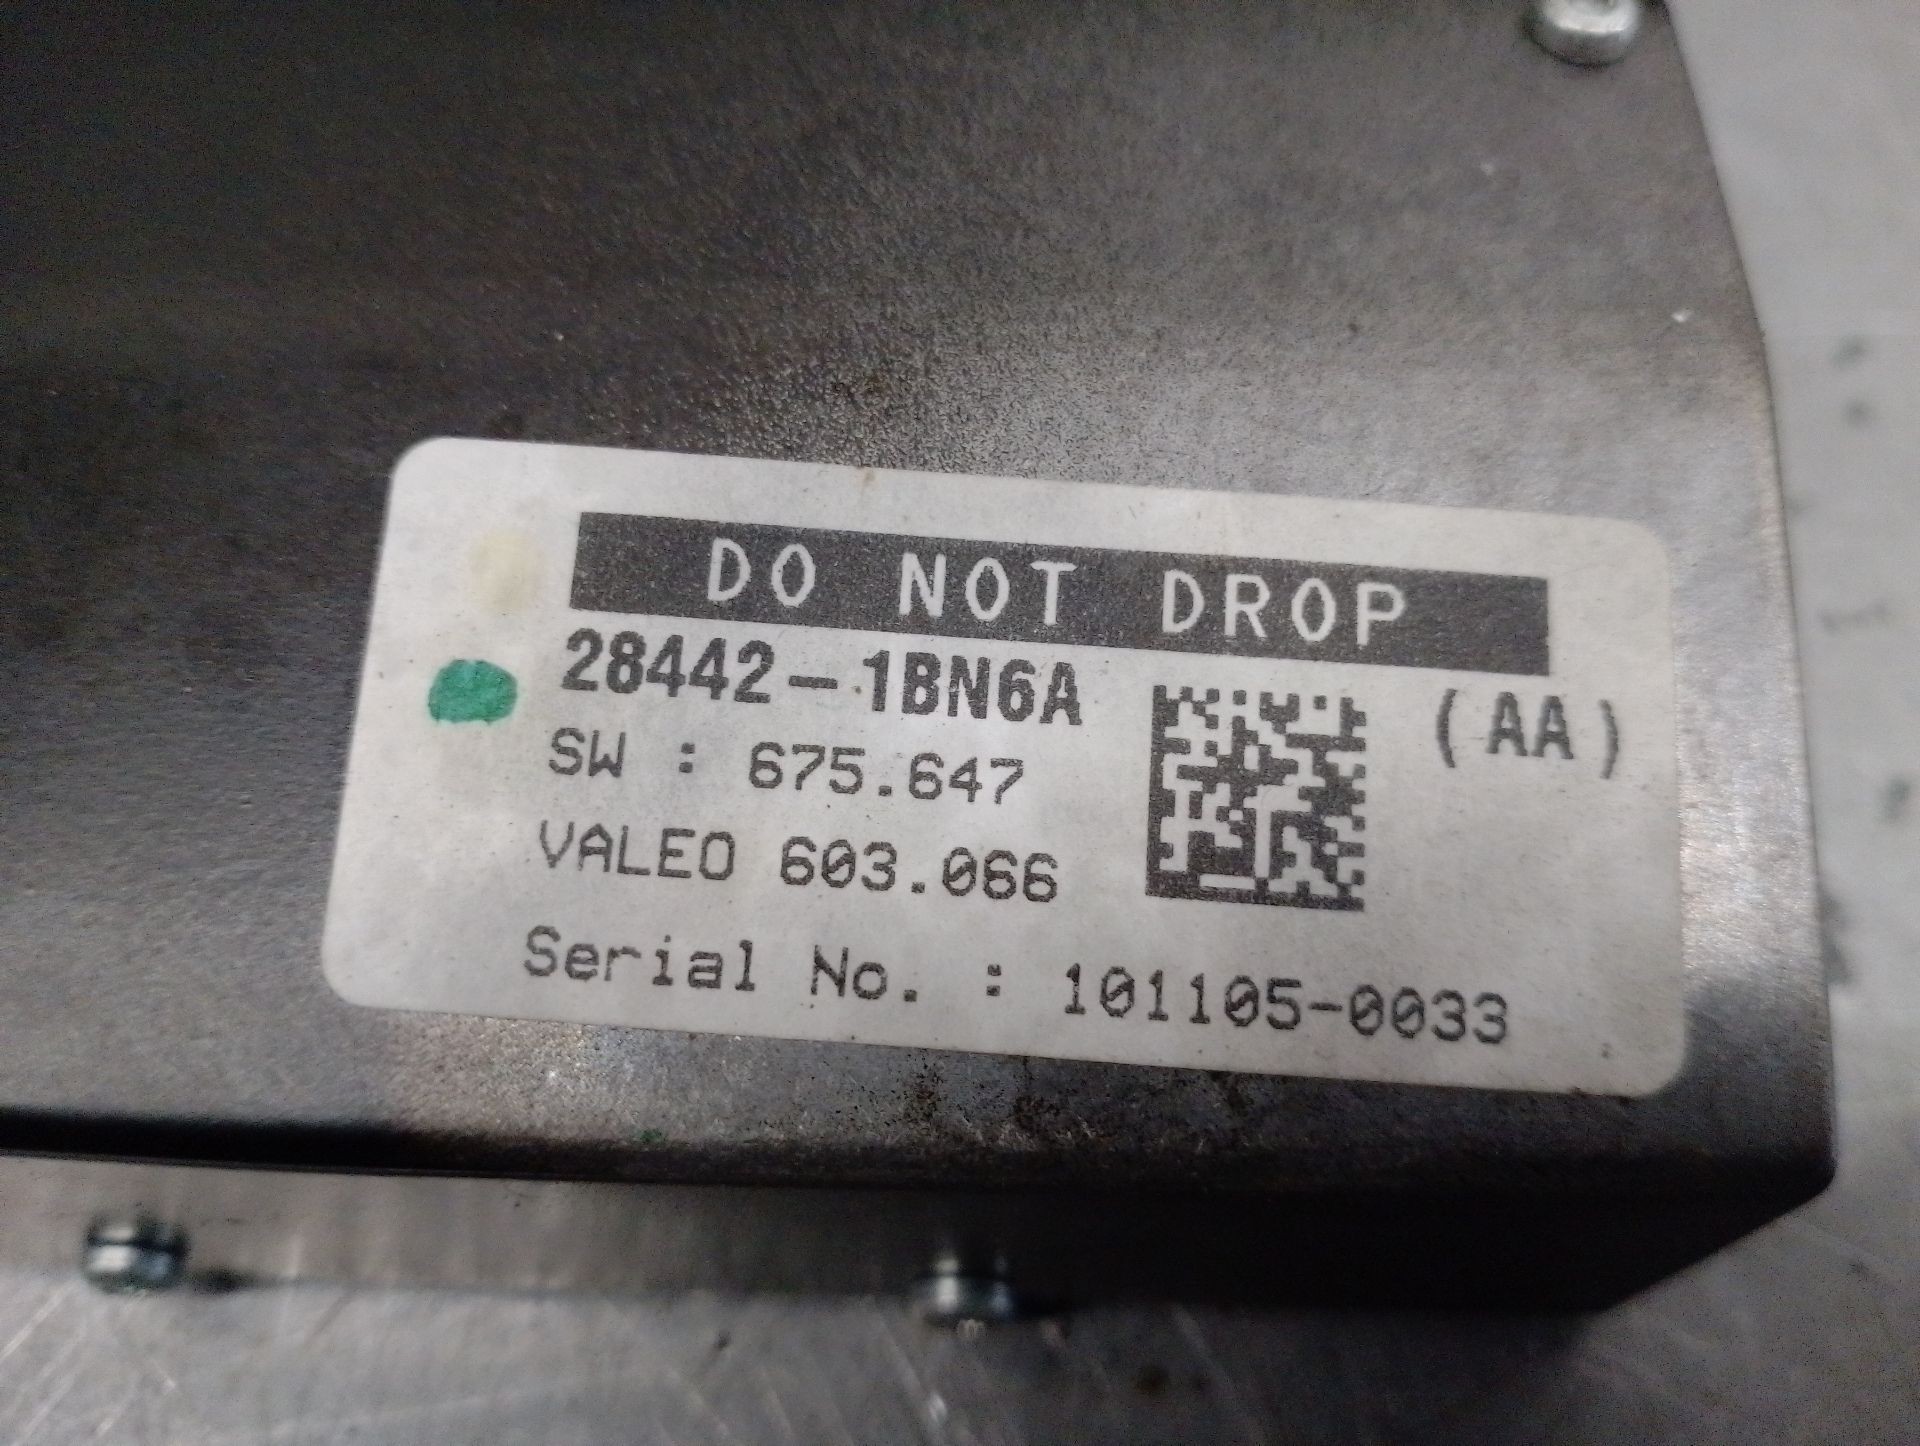 DO NOT DROP
28442-1BN6A (AA)
SW : 675.647
VALEO 603.066
Serial No. : 101105-0033